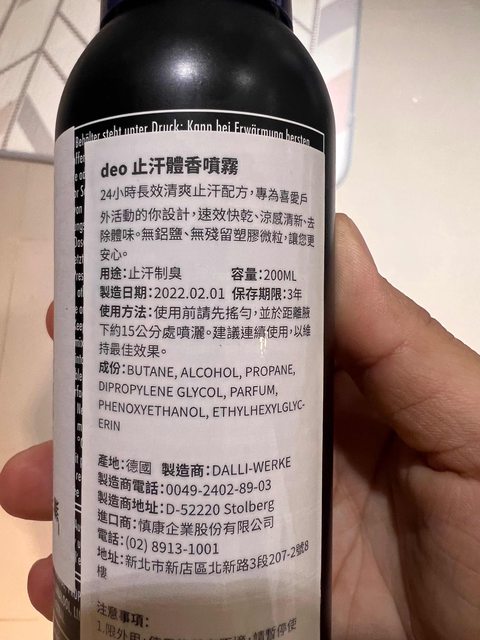 Behälter steht unter Druck: Kann bei Erwärmung bersten
deo 止汗體香噴霧
24小時長效清爽止汗配方，專為喜愛戶
外活動的你設計，速效快乾、涼感清新、去
除體味。無鋁鹽、無殘留塑膠微粒，讓您更
安心。
用途：止汗制臭 容量：200ML
製造日期：2022.02.01 保存期限：3年
使用方法：使用前請先搖勻，並於距離腋
下約15公分處噴灑。建議連續使用，以維
持最佳效果。
成份：BUTANE, ALCOHOL, PROPANE,
DIPROPYLENE GLYCOL, PARFUM,
PHENOXYETHANOL, ETHYLHEXYLGLYC-
ERIN
產地：德國 製造商：DALLI-WERKE
製造商電話：0049-2402-89-03
製造商地址：D-52220 Stolberg
進口商：慎康企業股份有限公司
電話：(02) 8913-1001
地址：新北市新店區北新路3段207-2號8
樓
注意事項：